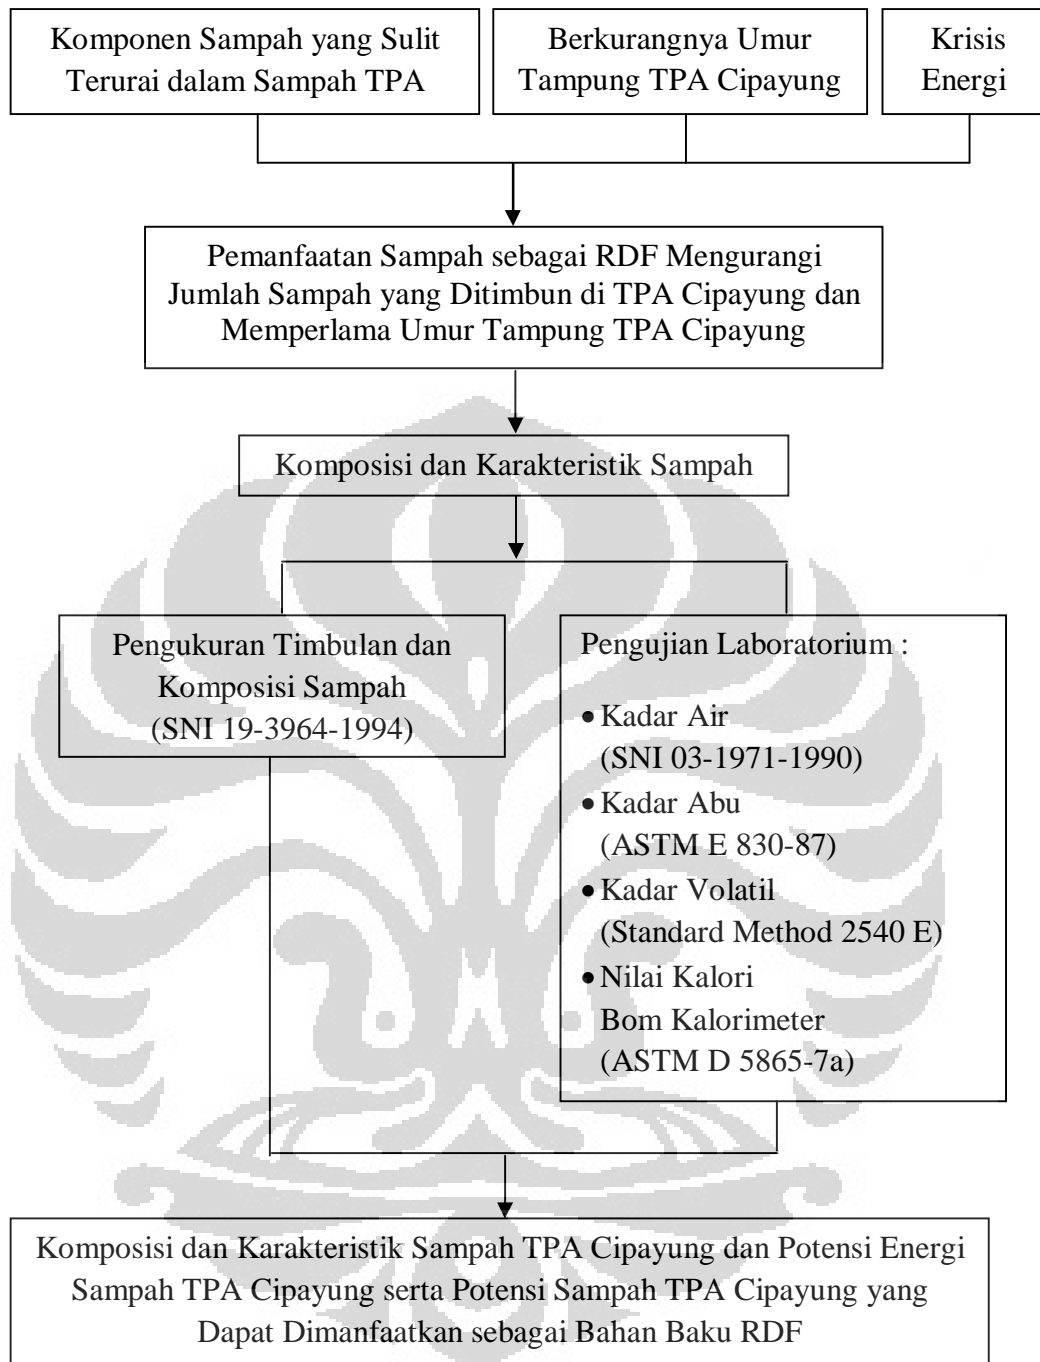 Komponen Sampah yang Sulit
Terurai dalam Sampah TPA
Berkurangnya Umur
Tampung TPA Cipayung
Krisis
Energi
Pemanfaatan Sampah sebagai RDF Mengurangi
Jumlah Sampah yang Ditimbun di TPA Cipayung dan
Memperlama Umur Tampung TPA Cipayung
Komposisi dan Karakteristik Sampah
Pengukuran Timbulan dan
Komposisi Sampah
(SNI 19-3964-1994)
Pengujian Laboratorium :
• Kadar Air
(SNI 03-1971-1990)
• Kadar Abu
(ASTM E 830-87)
• Kadar Volatil
(Standard Method 2540 E)
• Nilai Kalori
Bom Kalorimeter
(ASTM D 5865-7a)
Komposisi dan Karakteristik Sampah TPA Cipayung dan Potensi Energi
Sampah TPA Cipayung serta Potensi Sampah TPA Cipayung yang
Dapat Dimanfaatkan sebagai Bahan Baku RDF